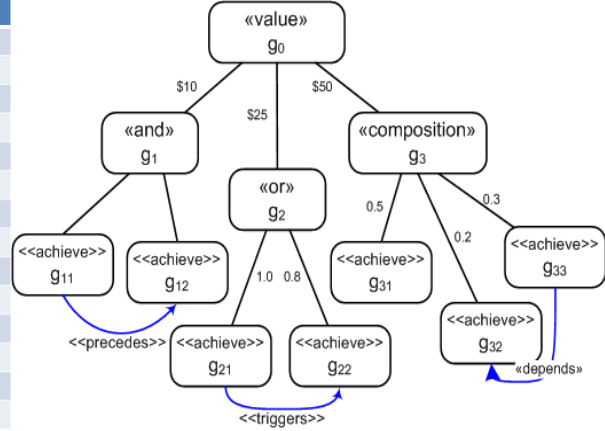 «value»
g0
$10
$25
$50
«and»
g1
«or»
g2
«composition»
g3
0.5
0.2
0.3
<<achieve>>
g11
<<achieve>>
g12
1.0
0.8
<<achieve>>
g31
<<achieve>>
g33
<<precedes>>
<<achieve>>
g21
<<achieve>>
g22
<<achieve>>
g32
«depends»
<<triggers>>